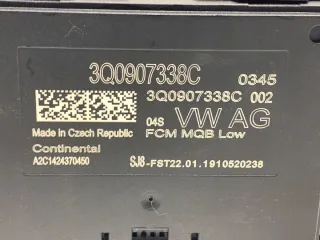 3Q0907338C 0345
3Q0907338C 002
04S VW AG
Made in Czech Republic FCM MQB Low
Continental
A2C1424370450 SJ8-FST22.01.1910520238